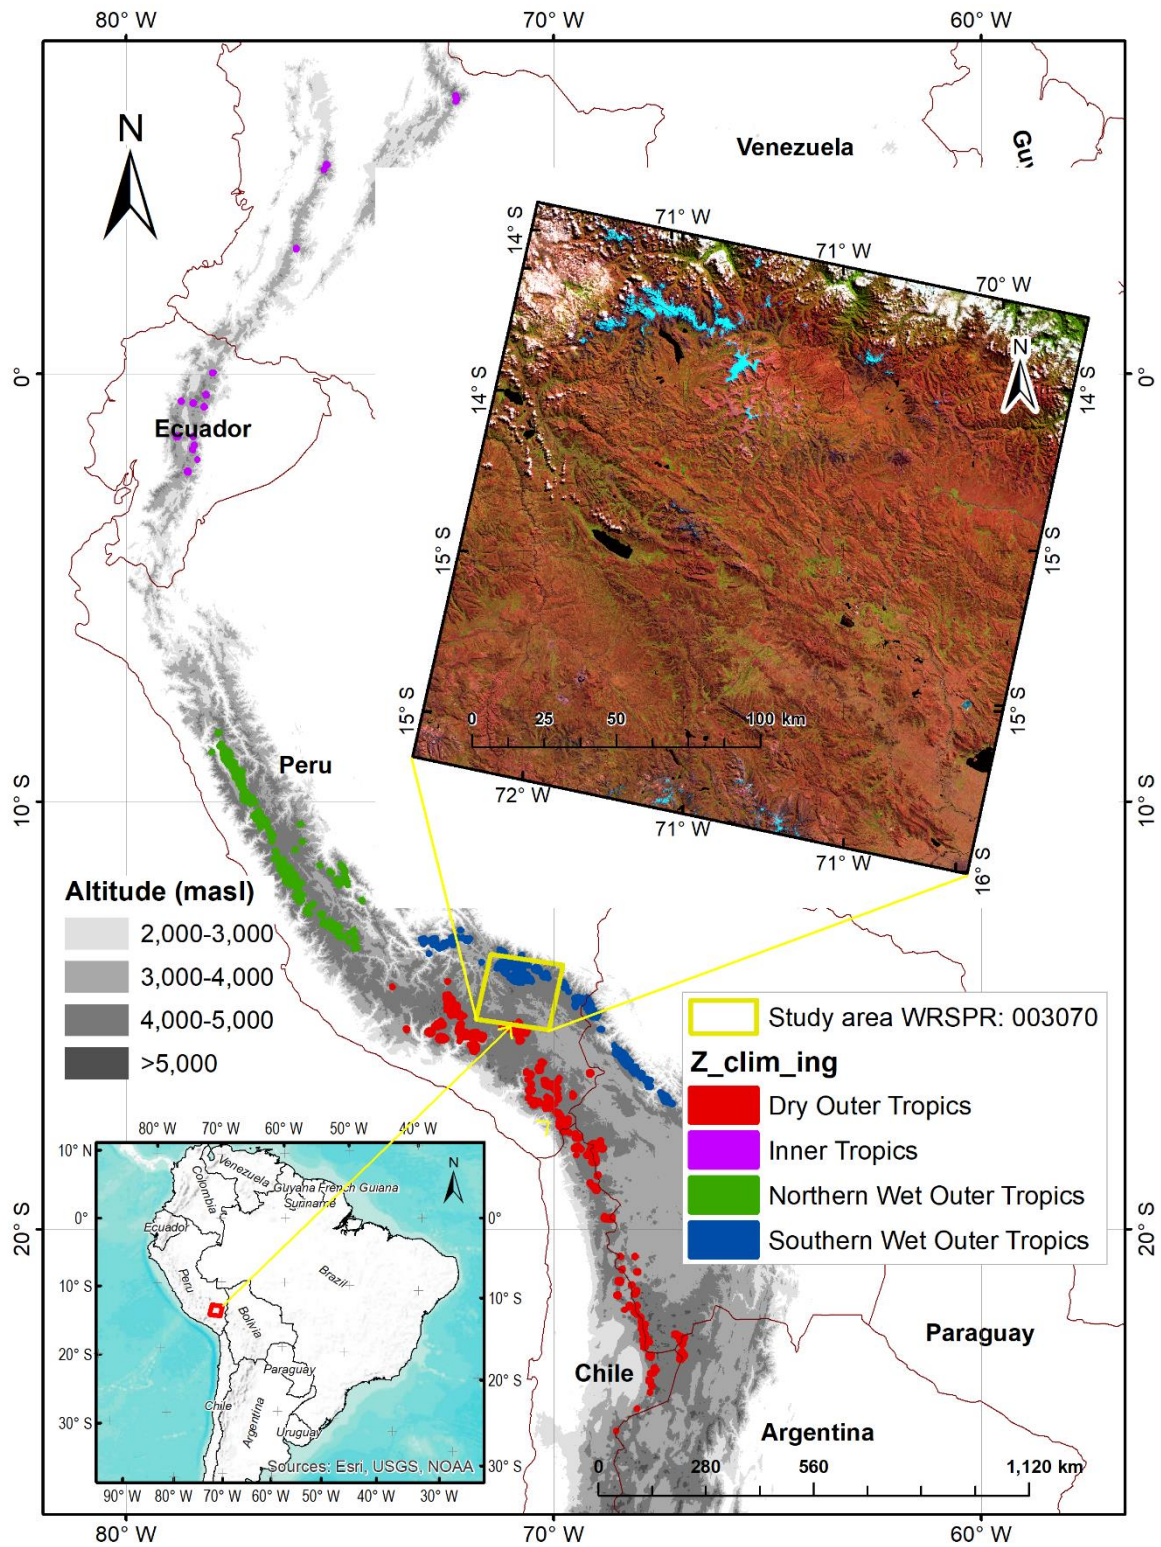 80° W 70° W 60° W
N
Venezuela
Guy
71° W
14° S
71° W
70° W
N
0° 0°
14° S 14° S
Ecuador
15° S 15° S
15° S 15° S
0 25 50 100 km
Peru
72° W
10° S 10° S
71° W
71° W
16° S
Altitude (masl)
2,000-3,000
3,000-4,000
4,000-5,000
>5,000
Study area WRSPR: 003070
Z_clim_ing
Dry Outer Tropics
Inner Tropics
Northern Wet Outer Tropics
Southern Wet Outer Tropics
20° S 20° S
80° W 70° W 60° W 50° W 40° W 30° W
10° N
N
Venezuela
Colombia
Guyana French Guiana
Suriname
0° 0°
Ecuador
Peru
Brazil
10° S 10° S
Bolivia
20° S
Paraguay
20° S
Chile
Argentina
30° S
Uruguay
30° S
Sources: Esri, USGS, NOAA
90° W 80° W 70° W 60° W 50° W 40° W 30° W
Paraguay
Chile
Argentina
0 280 560 1,120 km
80° W 70° W 60° W